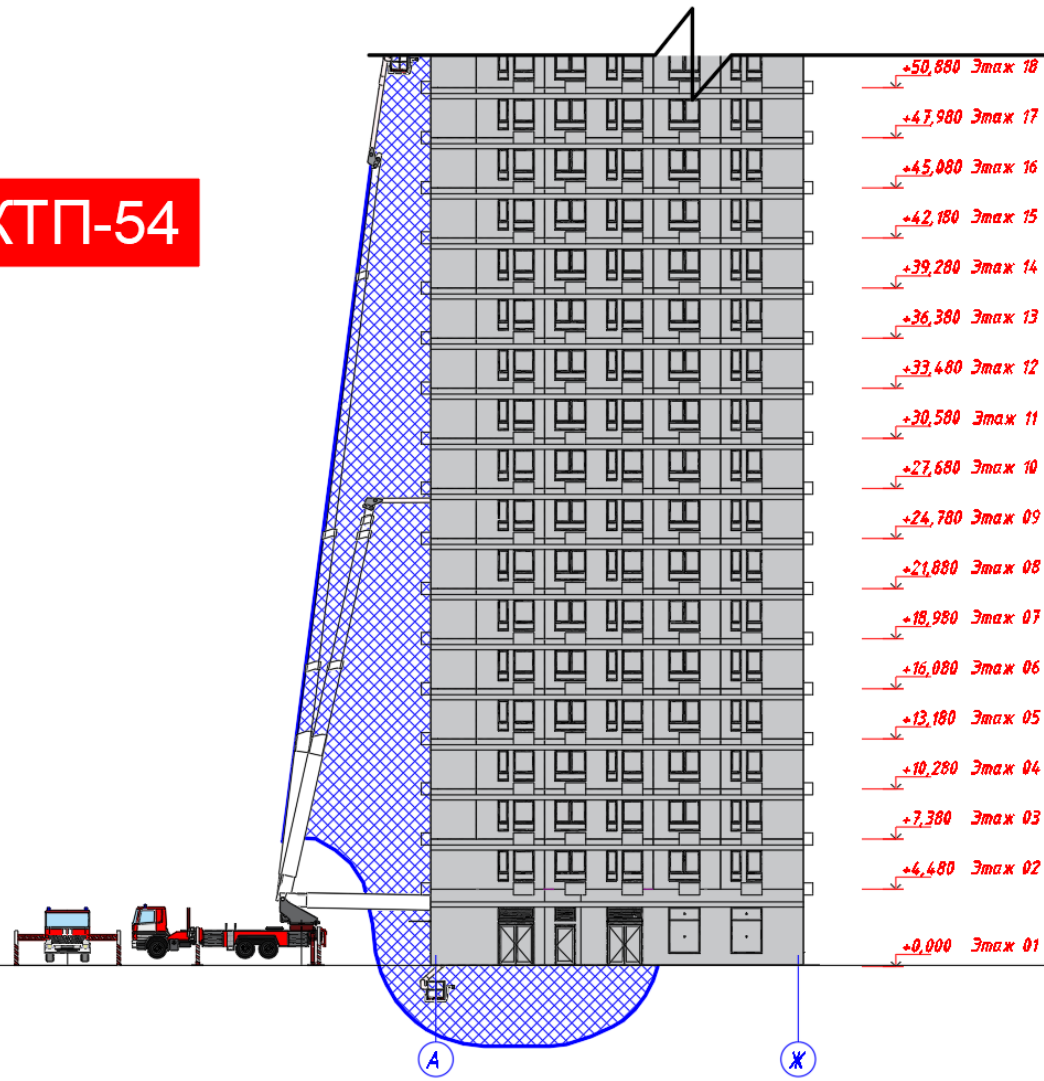 +50,880 Этаж 18
+47,980 Этаж 17
+45,080 Этаж 16
КТП-54
+42,180 Этаж 15
+39,280 Этаж 14
+36,380 Этаж 13
+33,480 Этаж 12
+30,580 Этаж 11
+27,680 Этаж 10
+24,780 Этаж 09
+21,880 Этаж 08
+18,980 Этаж 07
+16,080 Этаж 06
+13,180 Этаж 05
+10,280 Этаж 04
+7,380 Этаж 03
+4,480 Этаж 02
+0,000 Этаж 01
А
Ж